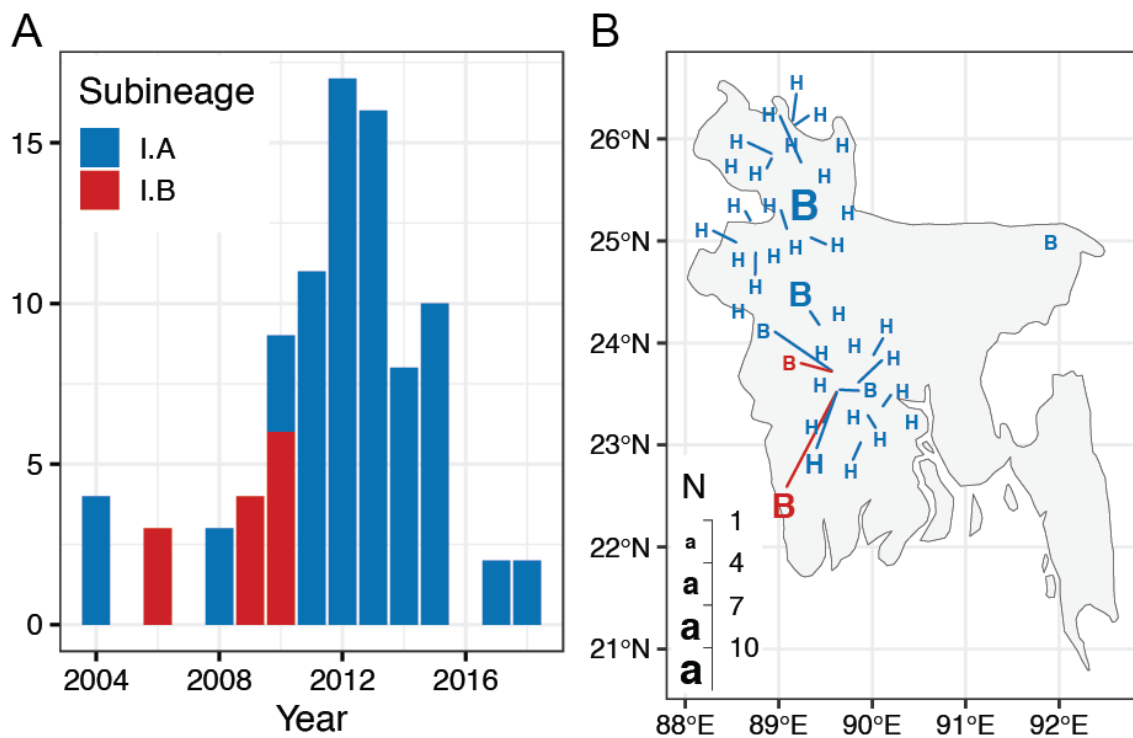 A
Subineage
I.A
I.B
15
10
5
0
2004 2008 2012 2016
Year
B
26°N
25°N
24°N
23°N
22°N
21°N
88°E 89°E 90°E 91°E 92°E
H
H H
H H H
H H H
B
H H H
B
H H H
H H
H
B
H H
B
H H
H
B H
H B H
H H
H
H
H H
B
N
1
a
4
a
7
a
10
a